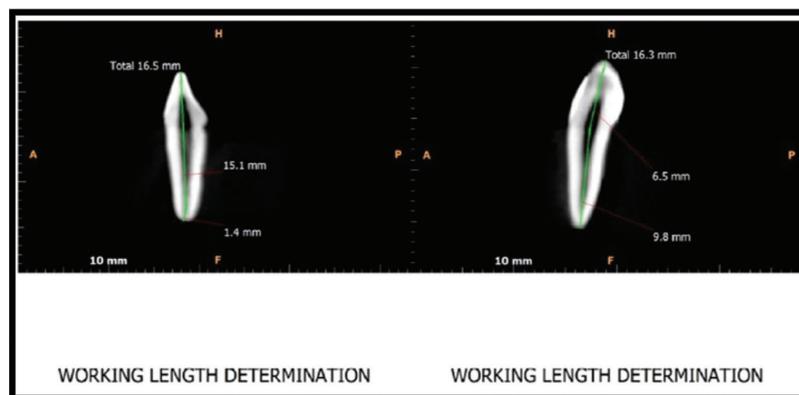 H
Total 16.5 mm
A
P
15.1 mm
1.4 mm
10 mm
F
H
Total 16.3 mm
A
P
6.5 mm
9.8 mm
10 mm
F
WORKING LENGTH DETERMINATION
WORKING LENGTH DETERMINATION